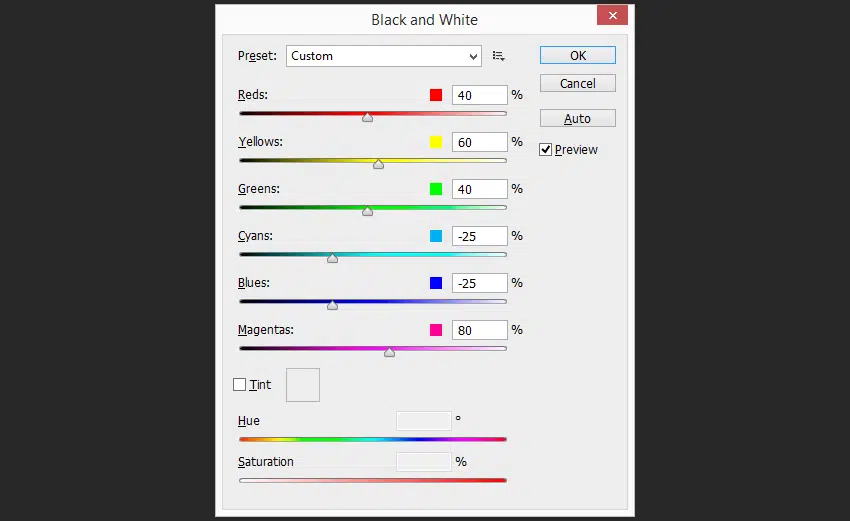 Black and White
Preset: Custom
OK
Cancel
Auto
Preview
Reds: 40 %
Yellows: 60 %
Greens: 40 %
Cyans: -25 %
Blues: -25 %
Magentas: 80 %
Tint
Hue °
Saturation %